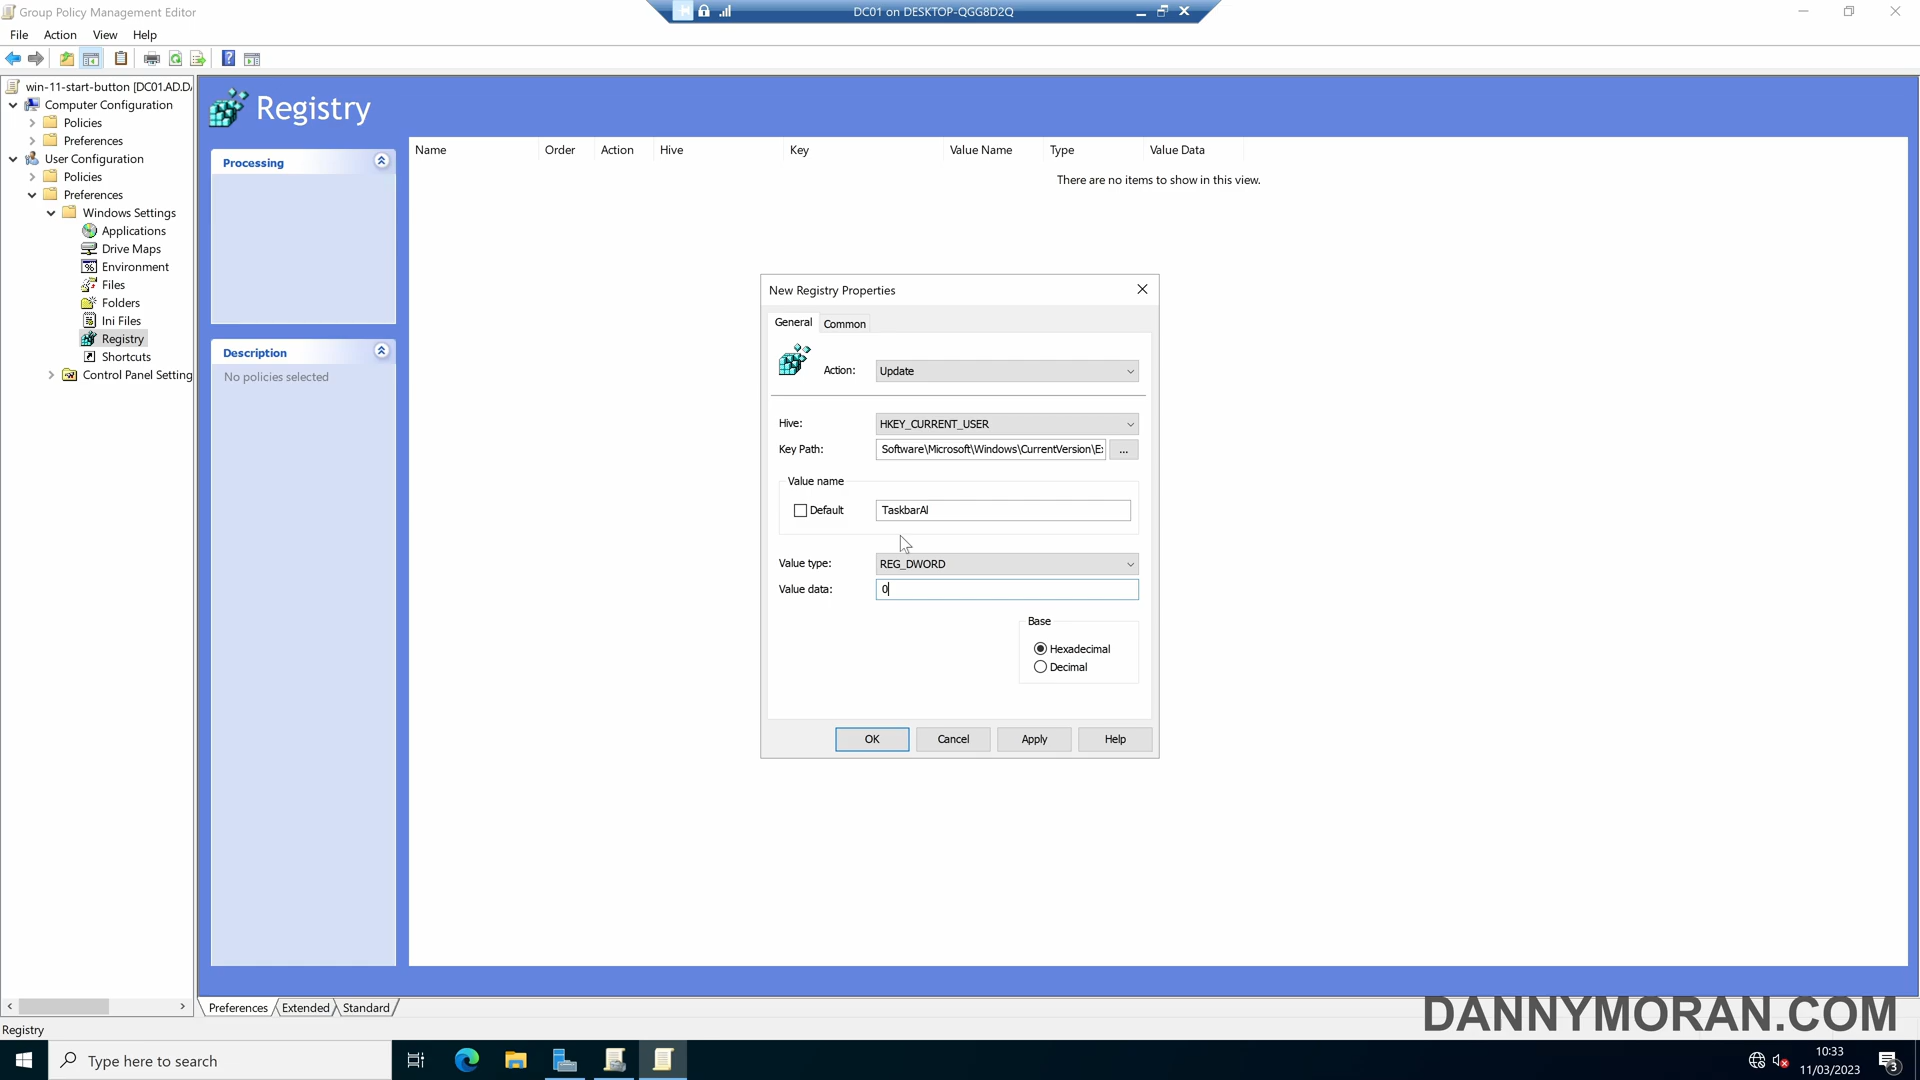 Group Policy Management Editor
DC01 on DESKTOP-QGG8D2Q
File Action View Help
win-11-start-button [DC01.AD.D
Computer Configuration
Policies
Preferences
User Configuration
Policies
Preferences
Windows Settings
Applications
Drive Maps
Environment
Files
Folders
Ini Files
Registry
Shortcuts
Control Panel Setting
Registry
Processing
Description
No policies selected
Name Order Action Hive Key Value Name Type Value Data
There are no items to show in this view.
New Registry Properties
General Common
Action: Update
Hive: HKEY_CURRENT_USER
Key Path: Software\Microsoft\Windows\CurrentVersion\E ...
Value name
Default TaskbarAl
Value type: REG_DWORD
Value data: 0
Base
Hexadecimal
Decimal
OK Cancel Apply Help
Preferences Extended Standard
Registry
DANNYMORAN.COM
Type here to search
10:33
11/03/2023
3